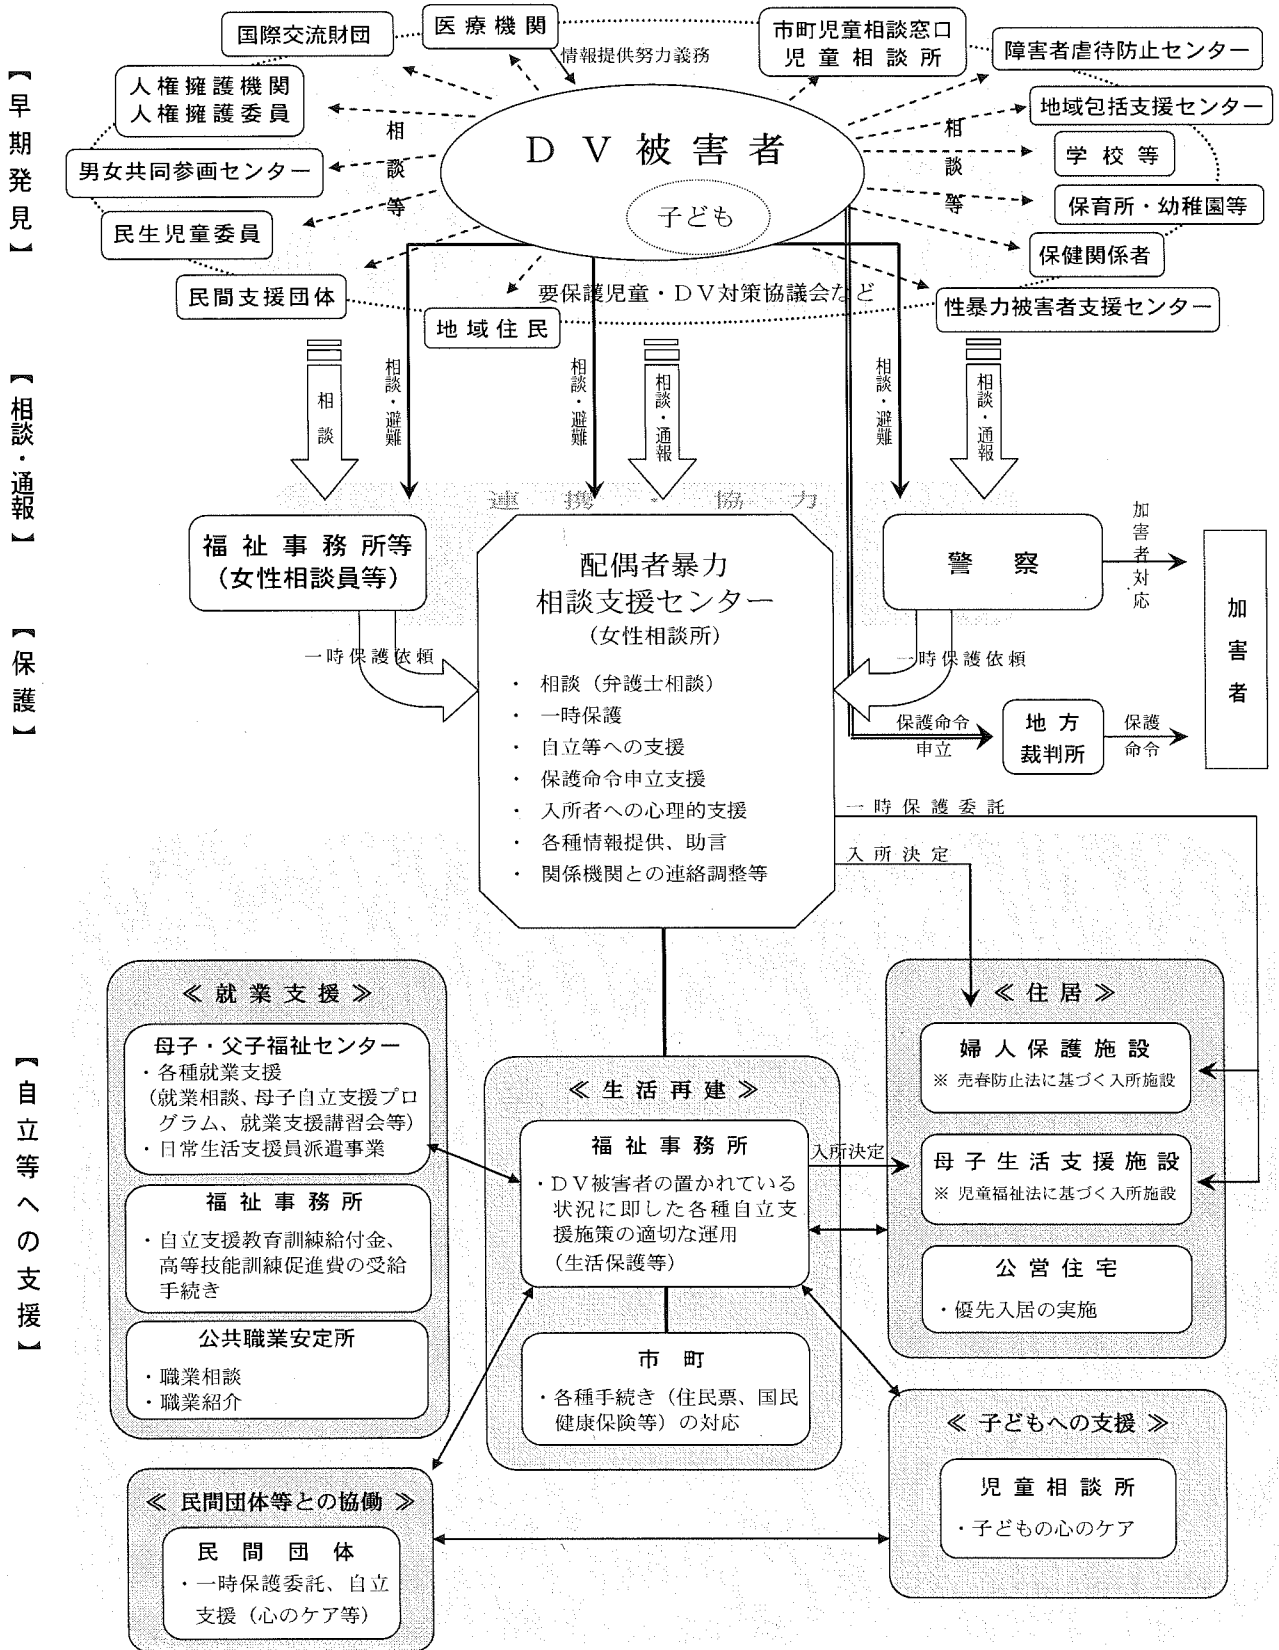 【早期発見】
国際交流財団
医療機関
情報提供努力義務
市町児童相談窓口
児童相談所
障害者虐待防止センター
人権擁護機関
人権擁護委員
地域包括支援センター
相談等
DV被害者
相談等
学校等
男女共同参画センター
子ども
保育所・幼稚園等
民生児童委員
保健関係者
民間支援団体
要保護児童・DV対策協議会など
性暴力被害者支援センター
地域住民
【相談・通報】
相談
相談・避難
相談・避難
相談・通報
相談・避難
相談・通報
連携・協力
福祉事務所等
(女性相談員等)
配偶者暴力
相談支援センター
(女性相談所)
警察
加害者対応
加害者
【保護】
一時保護依頼
一時保護依頼
・ 相談(弁護士相談)
・ 一時保護
・ 自立等への支援
・ 保護命令申立支援
・ 入所者への心理的支援
・ 各種情報提供、助言
・ 関係機関との連絡調整等
保護命令
申立
地方
裁判所
保護
命令
一時保護委託
入所決定
【自立等への支援】
≪就業支援≫
母子・父子福祉センター
・各種就業支援
(就業相談、母子自立支援プロ
グラム、就業支援講習会等)
・日常生活支援員派遣事業
福祉事務所
・自立支援教育訓練給付金、
高等技能訓練促進費の受給
手続き
公共職業安定所
・職業相談
・職業紹介
≪生活再建≫
福祉事務所
・DV被害者の置かれている
状況に即した各種自立支
援施策の適切な運用
(生活保護等)
入所決定
市町
・各種手続き(住民票、国民
健康保険等)の対応
≪住居≫
婦人保護施設
※ 売春防止法に基づく入所施設
母子生活支援施設
※ 児童福祉法に基づく入所施設
公営住宅
・優先入居の実施
≪子どもへの支援≫
児童相談所
・子どもの心のケア
≪民間団体等との協働≫
民間団体
・一時保護委託、自立
支援(心のケア等)